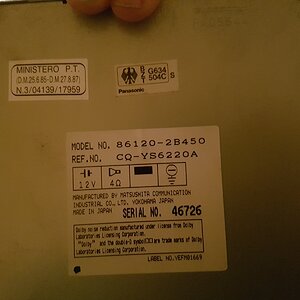 MINISTERO P.T
(D.M.25.6.85-D.M.27.8.87)
N.3/04139/17959
B
Z
T
G634
504C
S
Panasonic
MODEL NO. 86120-2B450
REF.NO. CQ-YS6220A
12V
4Ω
MANUFACTURED BY MATSUSHITA COMMUNICATION
INDUSTRIAL CO., LTD. YOKOHAMA JAPAN
MADE IN JAPAN SERIAL NO. 46726
Dolby noise reduction manufactured under license from Dolby
Laboratories Licensing Corporation.
"Dolby" and the double-D symbol are trade marks of Dolby
Laboratories Licensing Corporation.
LABEL NO.YEFM01669